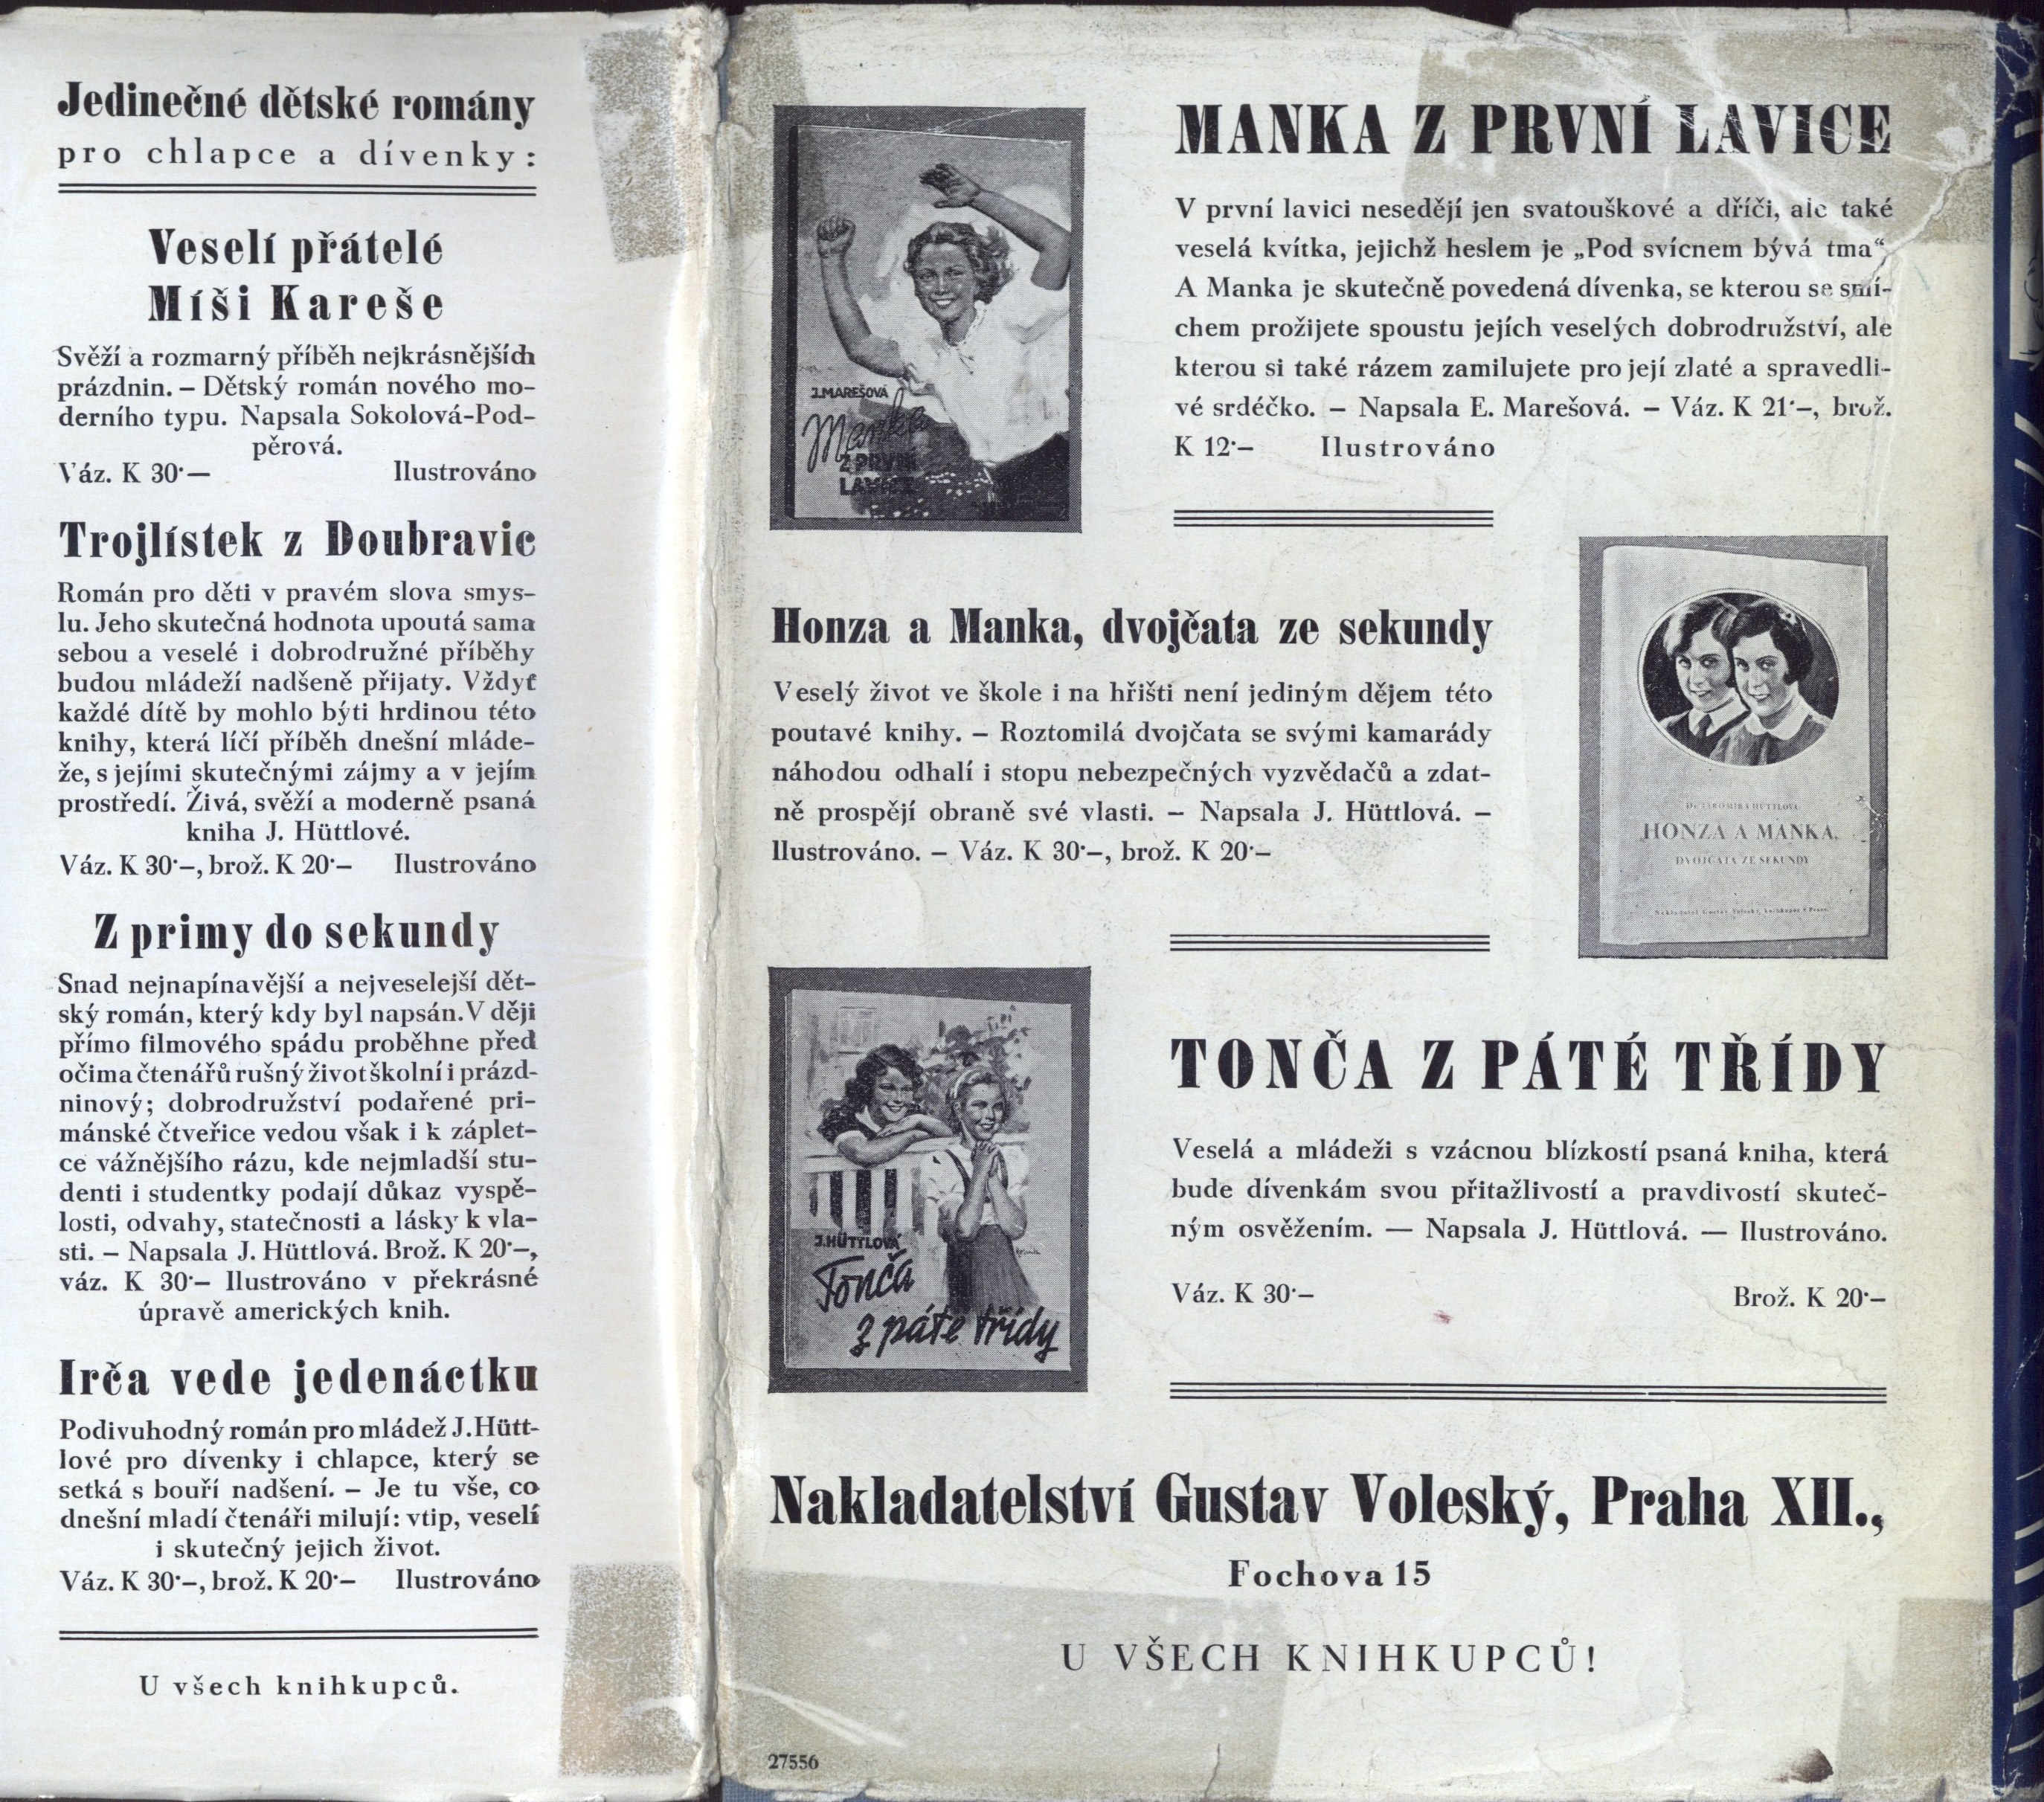 Jedinečné dětské romány
pro chlapce a dívenky:
Veselí přátelé
Míši Kareše
Svěží a rozmarný příběh nejkrásnějších
prázdnin. – Dětský román nového mo-
derního typu. Napsala Sokolová-Pod-
pěrová.
Váz. K 30·— Ilustrováno
Trojlístek z Doubravic
Román pro děti v pravém slova smys-
lu. Jeho skutečná hodnota upoutá sama
sebou a veselé i dobrodružné příběhy
budou mládeží nadšeně přijaty. Vždyť
každé dítě by mohlo býti hrdinou této
knihy, která líčí příběh dnešní mláde-
že, s jejími skutečnými zájmy a v jejím
prostředí. Živá, svěží a moderně psaná
kniha J. Hüttlové.
Váz. K 30·–, brož. K 20·– Ilustrováno
Z primy do sekundy
Snad nejnapínavější a nejveselejší dět-
ský román, který kdy byl napsán. V ději
přímo filmového spádu proběhne před
očima čtenářů rušný život školní i prázd-
ninový; dobrodružství podařené pri-
mánské čtveřice vedou však i k záplet-
ce vážnějšího rázu, kde nejmladší stu-
denti i studentky podají důkaz vyspě-
losti, odvahy, statečnosti a lásky k vla-
sti. – Napsala J. Hüttlová. Brož. K 20·–,
váz. K 30·– Ilustrováno v překrásné
úpravě amerických knih.
Irča vede jedenáctku
Podivuhodný román pro mládež J. Hütt-
lové pro dívenky i chlapce, který se
setká s bouří nadšení. – Je tu vše, co
dnešní mladí čtenáři milují: vtip, veselí
i skutečný jejich život.
Váz. K 30·–, brož. K 20·– Ilustrováno
U všech knihkupců.
J. MAREŠOVÁ
Manka
Z PRVNÍ
LAVICE
MANKA Z PRVNÍ LAVICE
V první lavici nesedějí jen svatouškové a dříči, ale také
veselá kvítka, jejichž heslem je „Pod svícnem bývá tma“.
A Manka je skutečně povedená dívenka, se kterou se smí-
chem prožijete spoustu jejích veselých dobrodružství, ale
kterou si také rázem zamilujete pro její zlaté a spravedli-
vé srdéčko. – Napsala E. Marešová. – Váz. K 21·–, brož.
K 12·– Ilustrováno
Honza a Manka, dvojčata ze sekundy
Veselý život ve škole i na hřišti není jediným dějem této
poutavé knihy. – Roztomilá dvojčata se svými kamarády
náhodou odhalí i stopu nebezpečných vyzvědačů a zdat-
ně prospějí obraně své vlasti. – Napsala J. Hüttlová. –
Ilustrováno. – Váz. K 30·–, brož. K 20·–
Dr. JAROMÍRA HÜTTLOVÁ:
HONZA A MANKA,
DVOJČATA ZE SEKUNDY
Nakladatel Gustav Voleský, knihkupec v Praze
J. HÜTTLOVÁ
Tonča
z páté třídy
TONČA Z PÁTÉ TŘÍDY
Veselá a mládeži s vzácnou blízkostí psaná kniha, která
bude dívenkám svou přitažlivostí a pravdivostí skuteč-
ným osvěžením. — Napsala J. Hüttlová. — Ilustrováno.
Váz. K 30·– Brož. K 20·–
Nakladatelství Gustav Voleský, Praha XII.,
Fochova 15
U VŠECH KNIHKUPCŮ!
27556